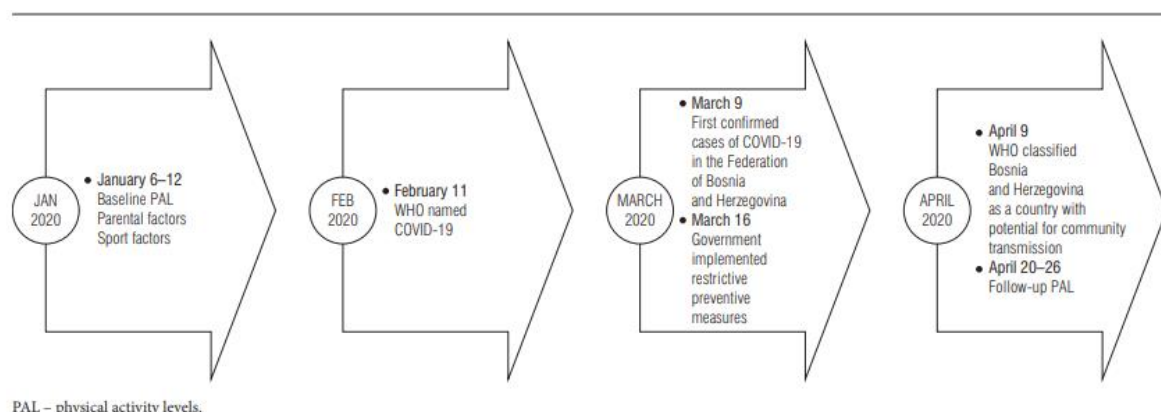 JAN
2020
• January 6–12
Baseline PAL
Parental factors
Sport factors
FEB
2020
• February 11
WHO named
COVID-19
MARCH
2020
• March 9
First confirmed
cases of COVID-19
in the Federation
of Bosnia
and Herzegovina
• March 16
Government
implemented
restrictive
preventive
measures
APRIL
2020
• April 9
WHO classified
Bosnia
and Herzegovina
as a country with
potential for community
transmission
• April 20–26
Follow-up PAL
PAL – physical activity levels.